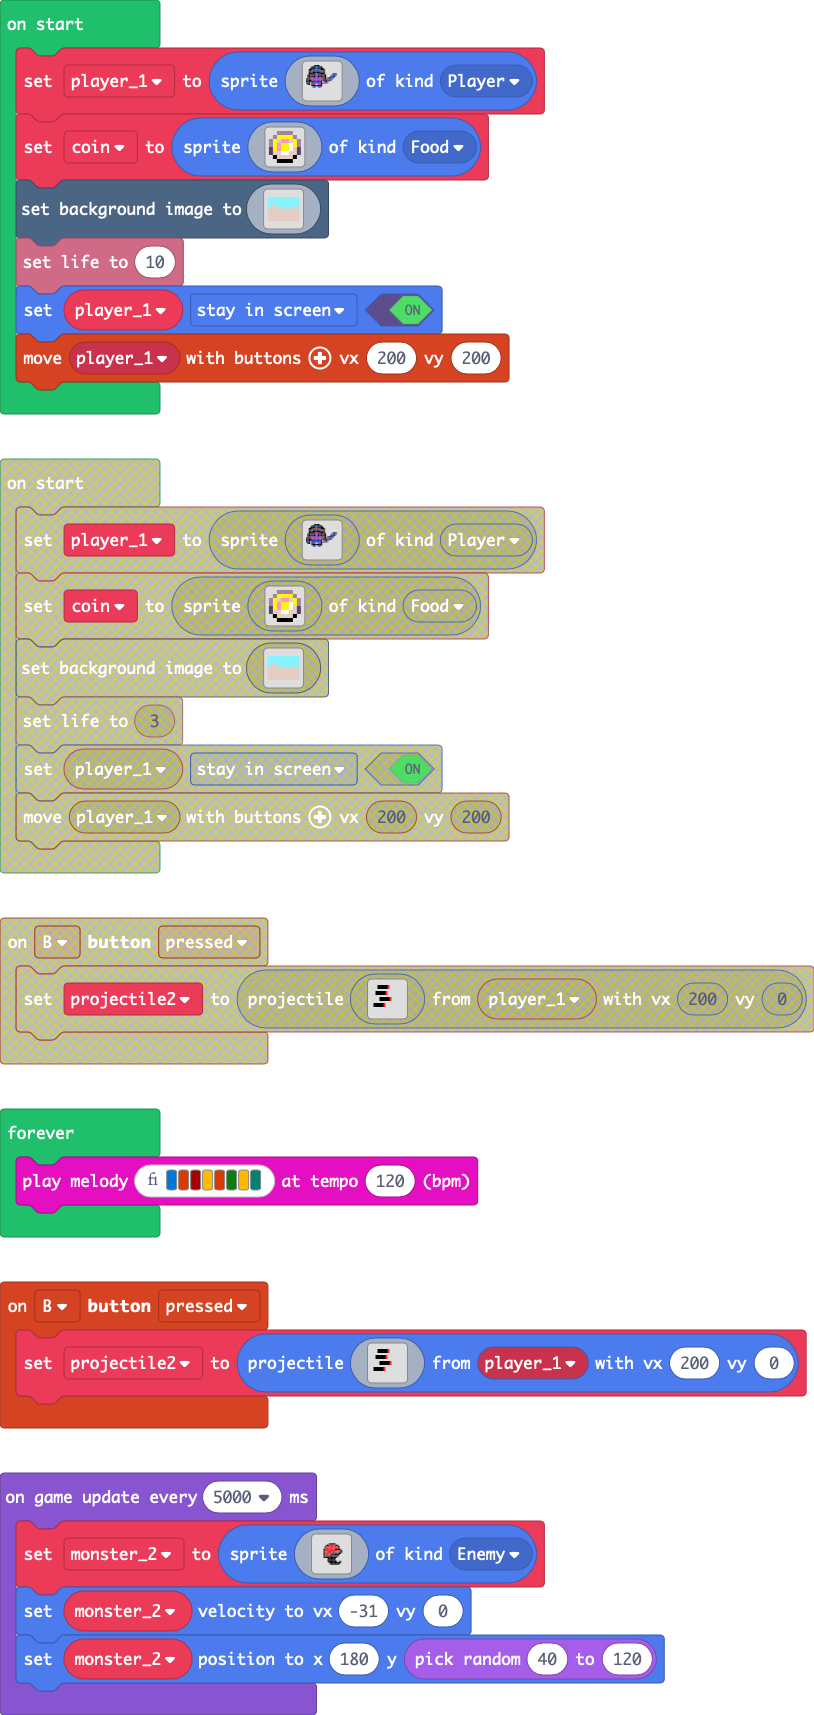 on start
set player_1 to sprite of kind Player
set coin to sprite of kind Food
set background image to
set life to 10
set player_1 stay in screen ON
move player_1 with buttons vx 200 vy 200
on start
set player_1 to sprite of kind Player
set coin to sprite of kind Food
set background image to
set life to 3
set player_1 stay in screen ON
move player_1 with buttons vx 200 vy 200
on B button pressed
set projectile2 to projectile from player_1 with vx 200 vy 0
forever
play melody at tempo 120 (bpm)
on B button pressed
set projectile2 to projectile from player_1 with vx 200 vy 0
on game update every 5000 ms
set monster_2 to sprite of kind Enemy
set monster_2 velocity to vx -31 vy 0
set monster_2 position to x 180 y pick random 40 to 120